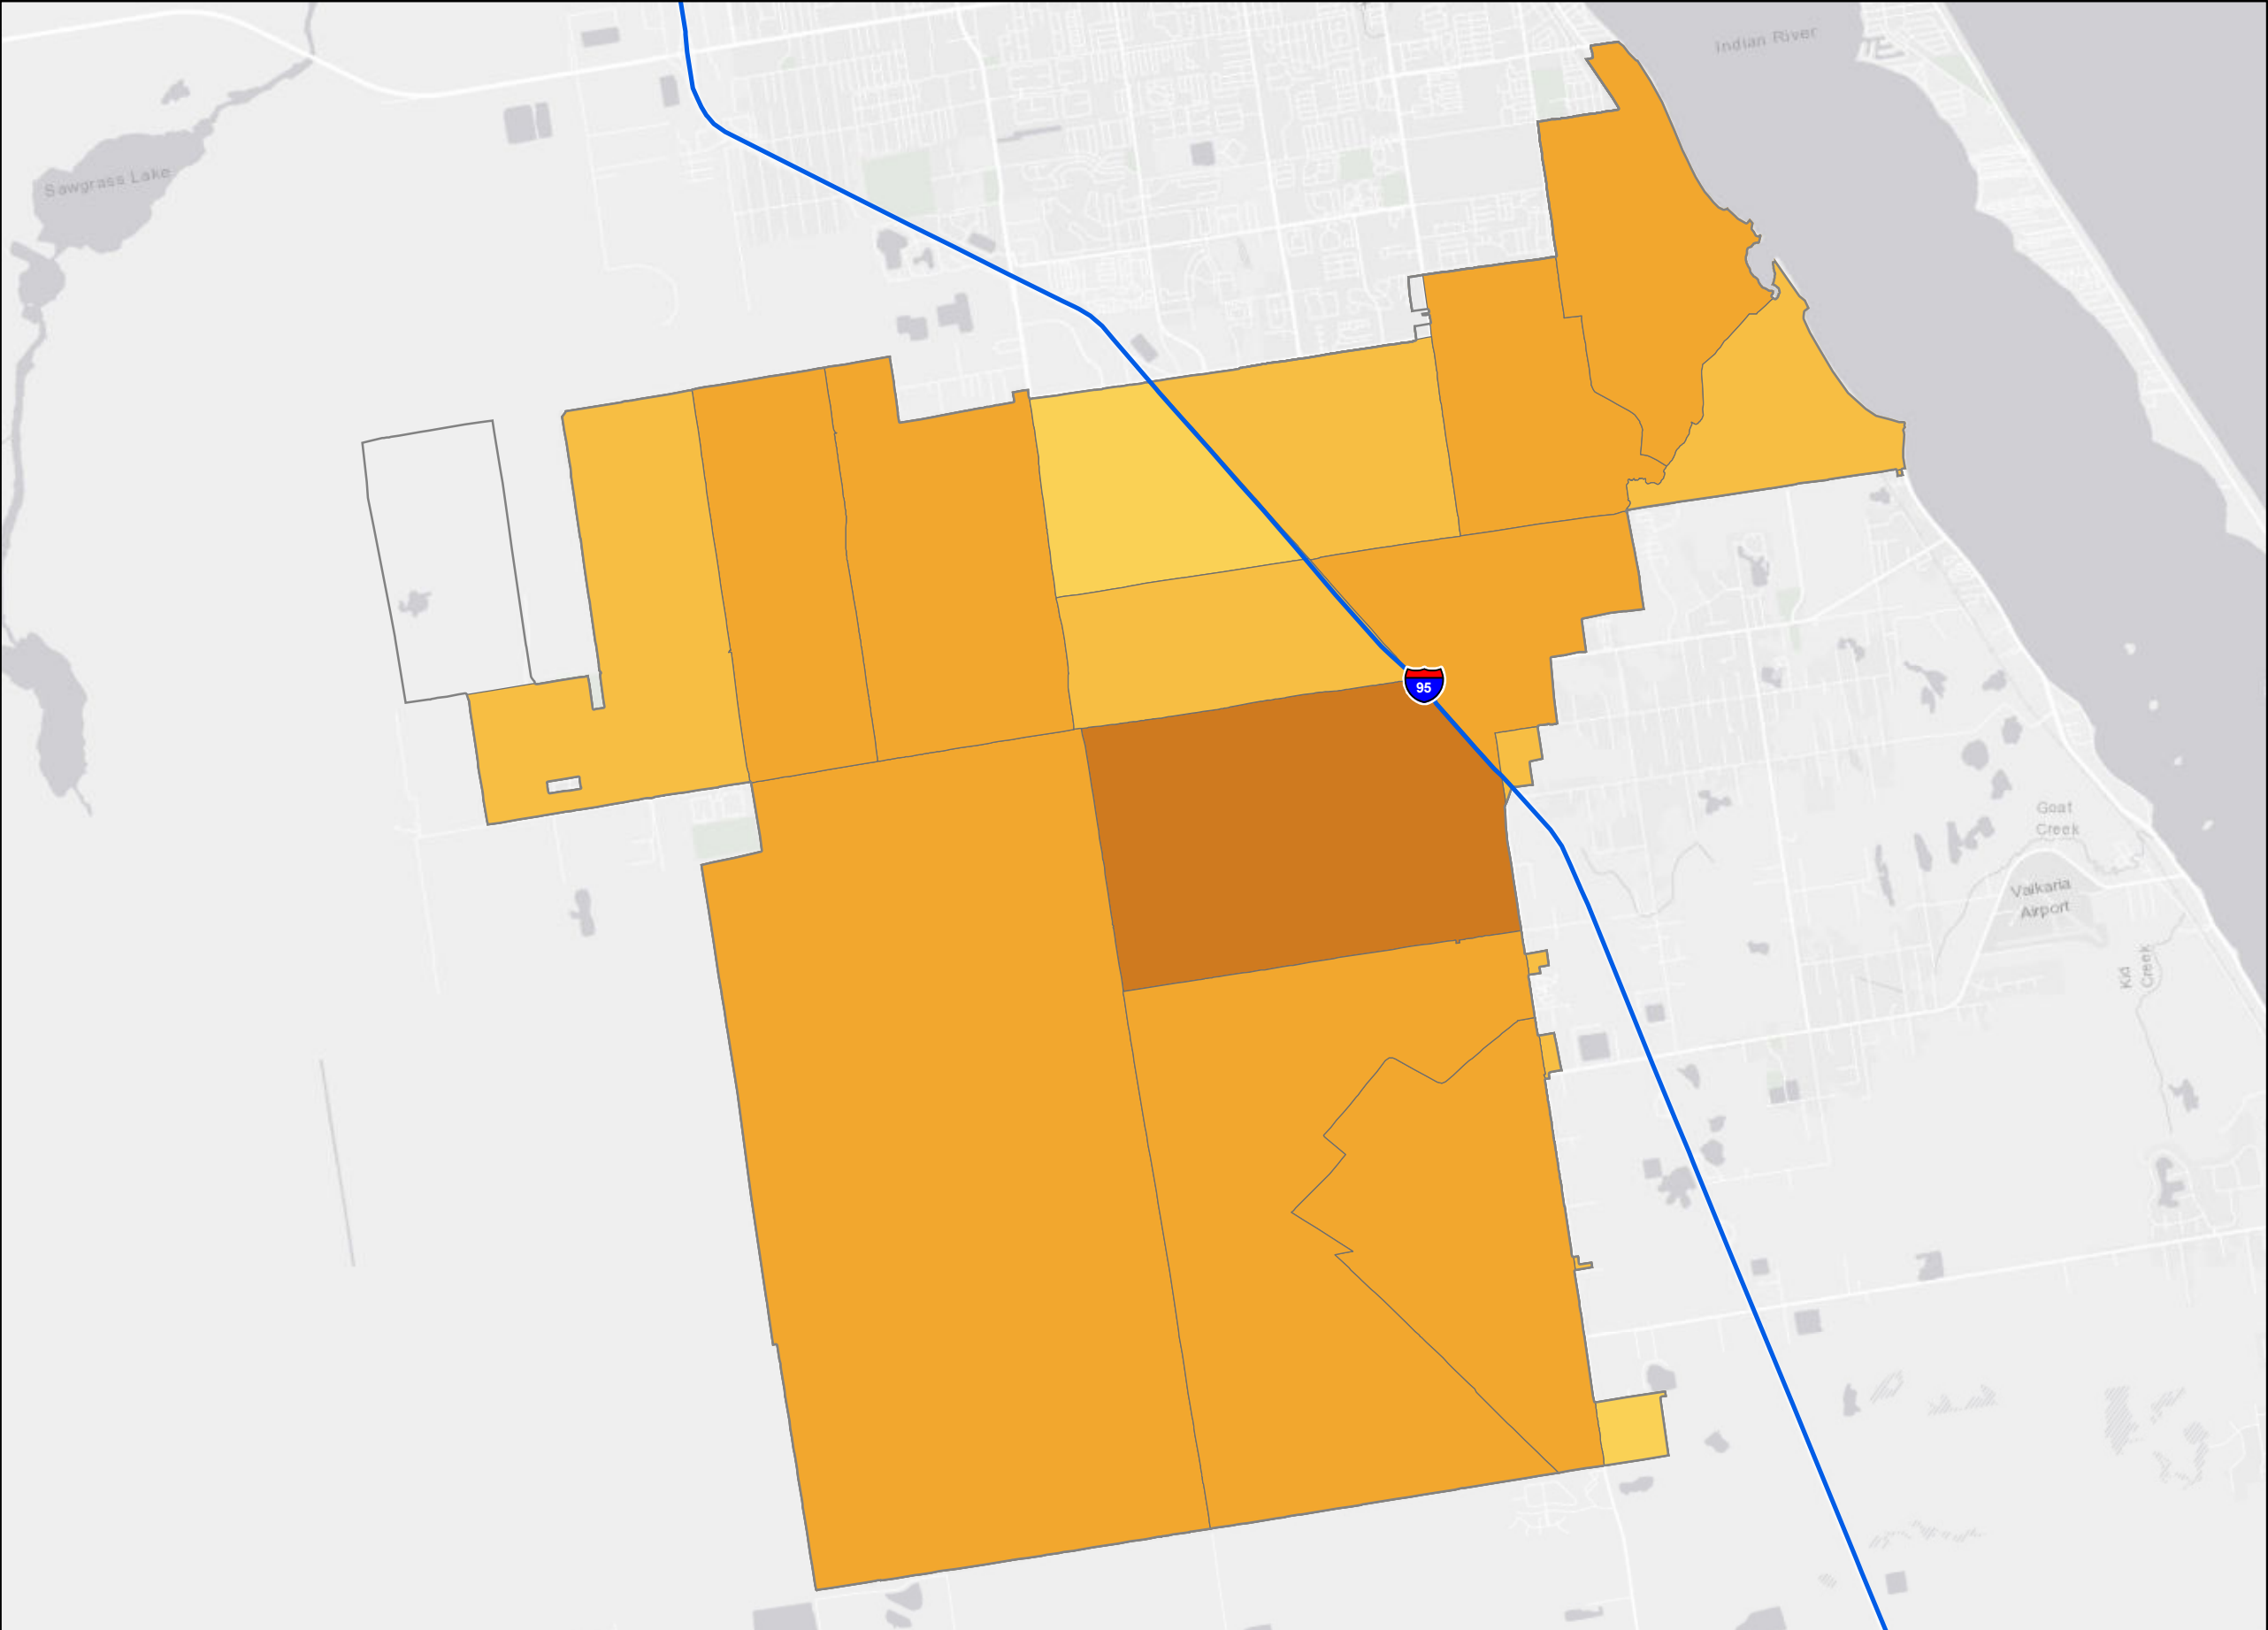 Indian River
Sawgrass Lake
95
Goat
Creek
Valkaria
Airport
Kid
Creek